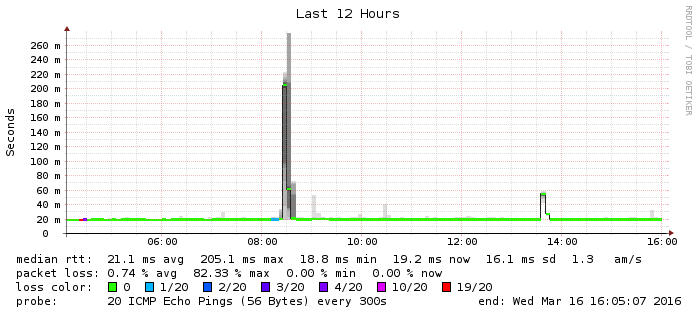 Last 12 Hours
RRDTOOL / TOBI OETIKER
Seconds
260 m
240 m
220 m
200 m
180 m
160 m
140 m
120 m
100 m
80 m
60 m
40 m
20 m
0
06:00 08:00 10:00 12:00 14:00 16:00
median rtt: 21.1 ms avg 205.1 ms max 18.8 ms min 19.2 ms now 16.1 ms sd 1.3 am/s
packet loss: 0.74 % avg 82.33 % max 0.00 % min 0.00 % now
loss color: 0 1/20 2/20 3/20 4/20 10/20 19/20
probe: 20 ICMP Echo Pings (56 Bytes) every 300s end: Wed Mar 16 16:05:07 2016